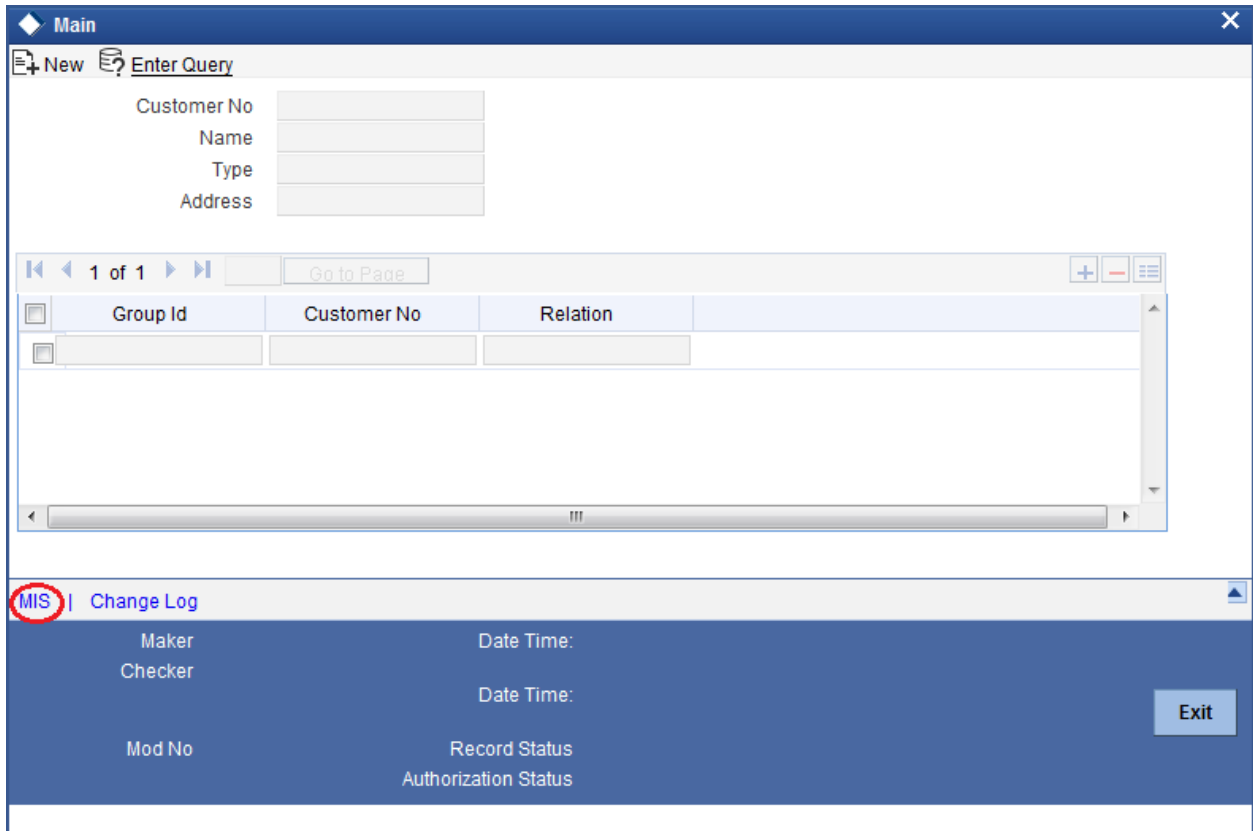 Main
New Enter Query
Customer No
Name
Type
Address
1 of 1 Go to Page
Group Id Customer No Relation
MIS | Change Log
Maker Date Time:
Checker
Date Time:
Exit
Mod No Record Status
Authorization Status